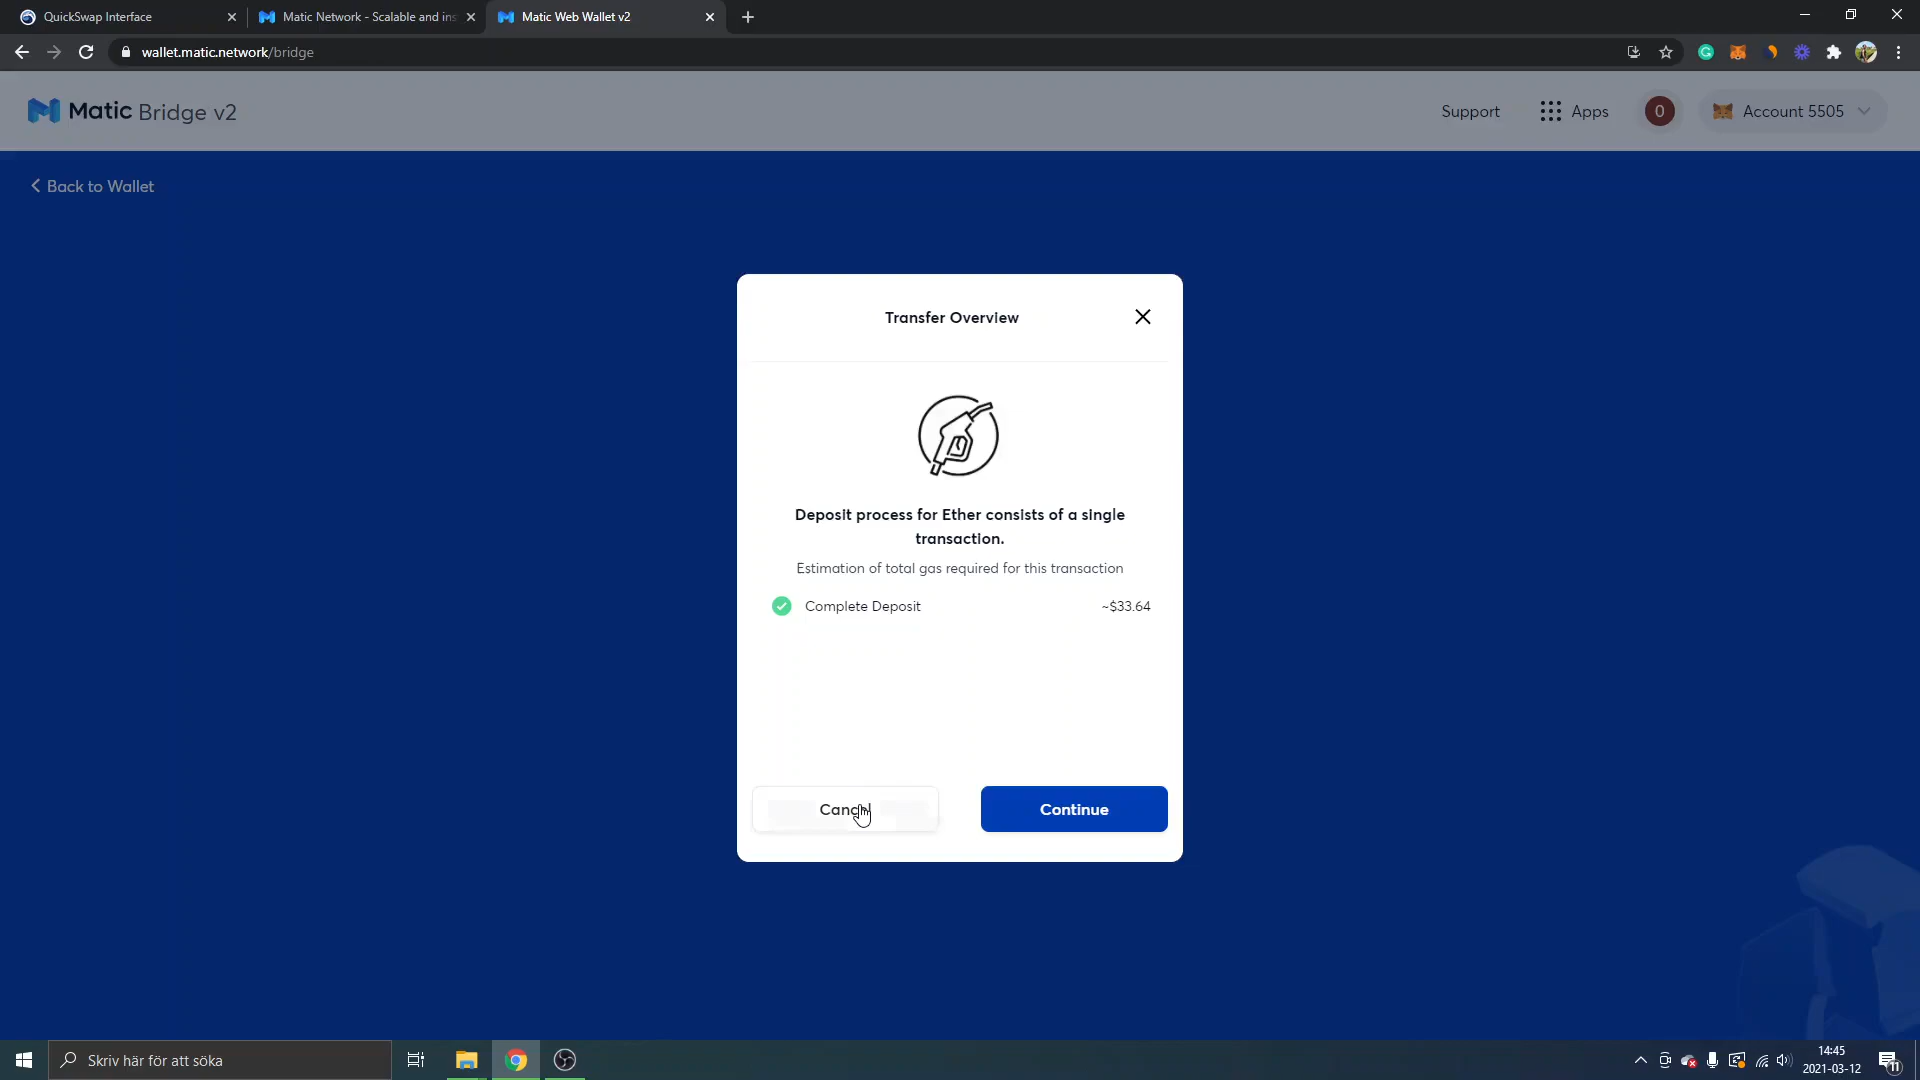 QuickSwap Interface
Matic Network - Scalable and ins
Matic Web Wallet v2
wallet.matic.network/bridge
Matic Bridge v2
Support
Apps
0
Account 5505
Back to Wallet
Transfer Overview
Deposit process for Ether consists of a single
transaction.
Estimation of total gas required for this transaction
Complete Deposit
~$33.64
Cancel
Continue
Skriv här för att söka
14:45
2021-03-12
11